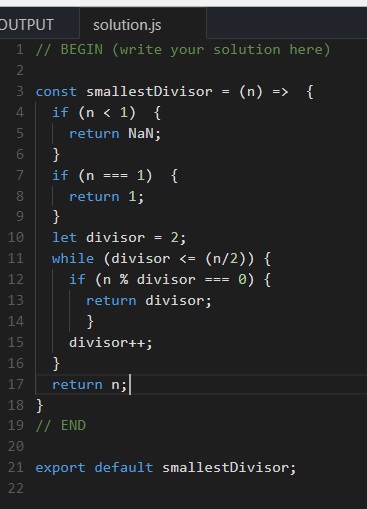 OUTPUT solution.js
1 // BEGIN (write your solution here)
2
3 const smallestDivisor = (n) =>  {
4   if (n < 1)  {
5     return NaN;
6   }
7   if (n === 1)  {
8     return 1;
9   }
10   let divisor = 2;
11   while (divisor <= (n/2)) {
12     if (n % divisor === 0) {
13       return divisor;
14       }
15     divisor++;
16   }
17   return n;
18 }
19 // END
20
21 export default smallestDivisor;
22